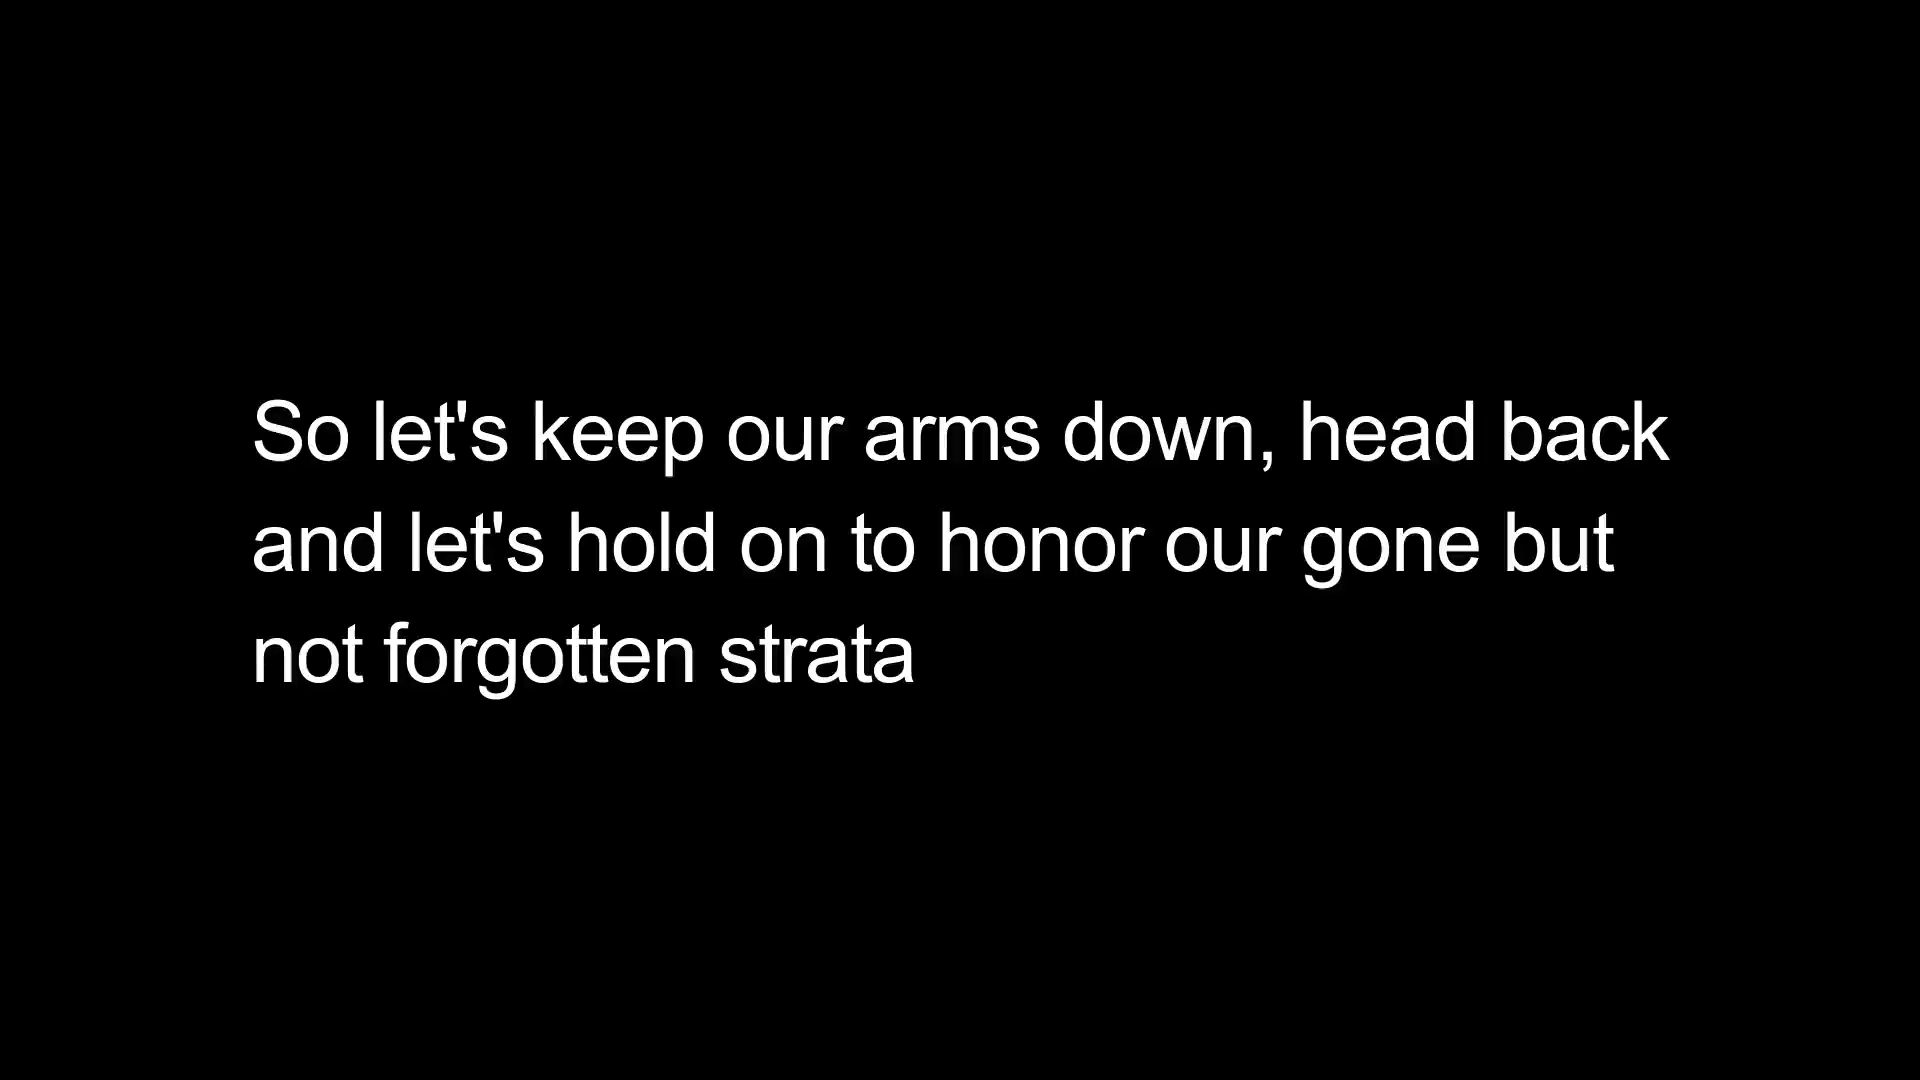 So let's keep our arms down, head back
and let's hold on to honor our gone but
not forgotten strata